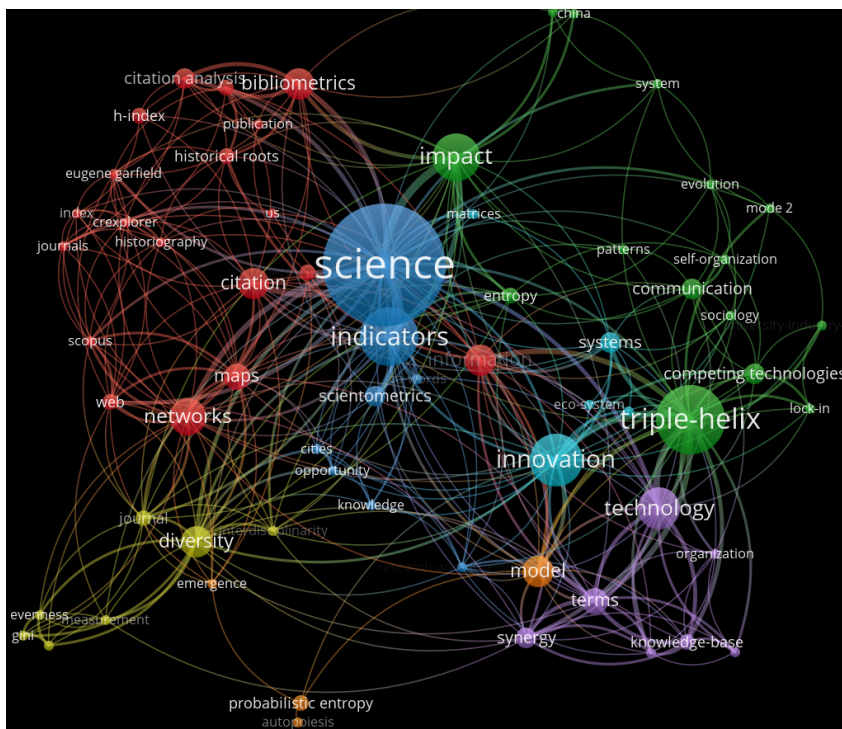 china
citation analysis
bibliometrics
system
h-index
publication
historical roots
impact
eugene garfield
evolution
index
crexplorer
us
matrices
mode 2
journals
historiography
patterns
self-organization
science
citation
entropy
communication
sociology
indicators
scopus
systems
information
maps
competing technologies
scientometrics
web
networks
eco-system
triple-helix
lock-in
cities
innovation
opportunity
knowledge
technology
journal
interdisciplinarity
diversity
organization
emergence
model
terms
evenness
measurement
gini
synergy
knowledge-base
probabilistic entropy
autopoiesis